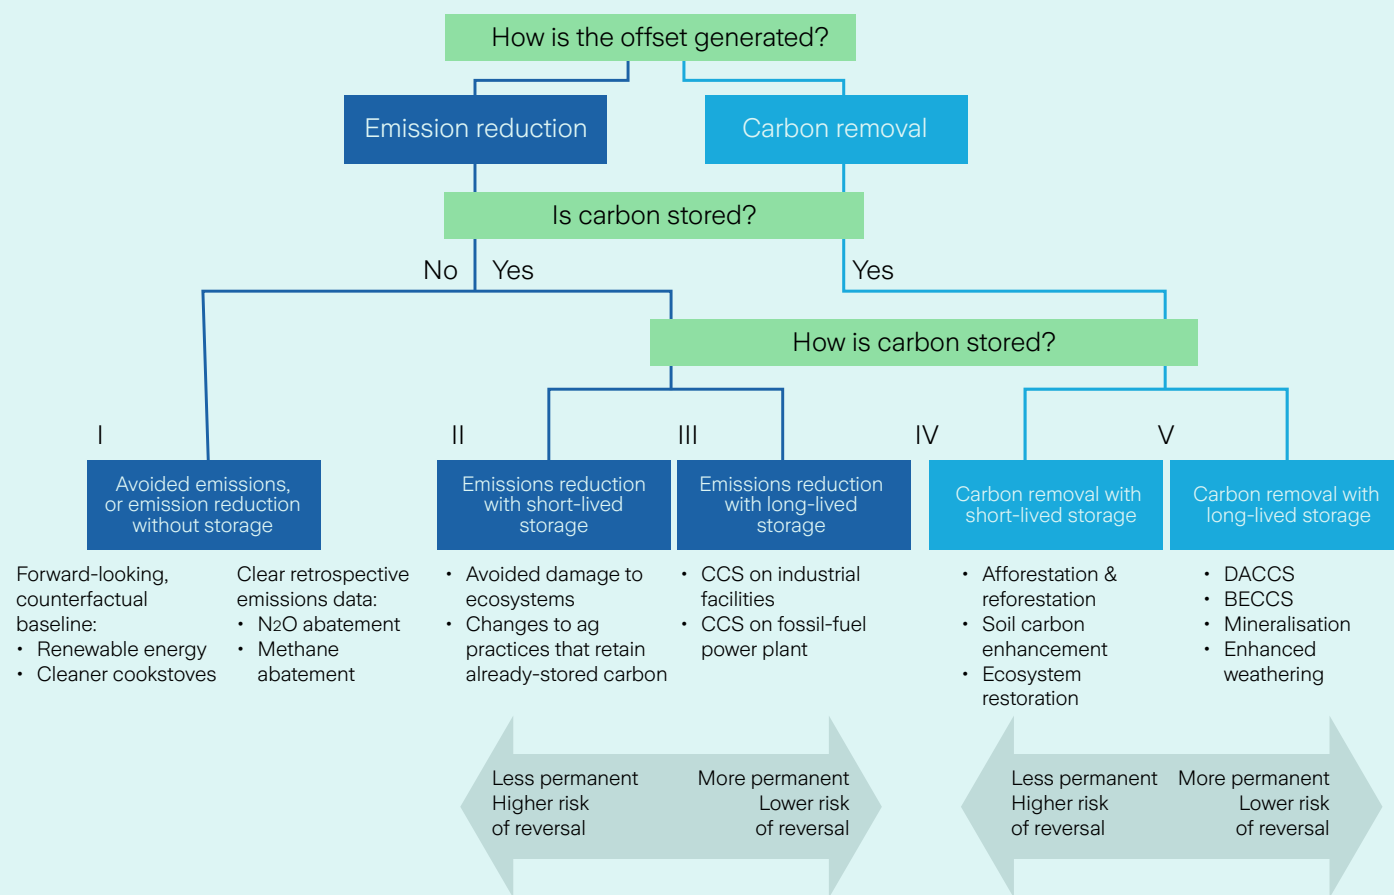 How is the offset generated?
Emission reduction
Carbon removal
Is carbon stored?
No
Yes
Yes
How is carbon stored?
I
Avoided emissions,
or emission reduction
without storage
Forward-looking,
counterfactual
baseline:
• Renewable energy
• Cleaner cookstoves
Clear retrospective
emissions data:
• N2O abatement
• Methane
abatement
II
Emissions reduction
with short-lived
storage
• Avoided damage to
ecosystems
• Changes to ag
practices that retain
already-stored carbon
III
Emissions reduction
with long-lived
storage
• CCS on industrial
facilities
• CCS on fossil-fuel
power plant
IV
Carbon removal with
short-lived storage
• Afforestation &
reforestation
• Soil carbon
enhancement
• Ecosystem
restoration
V
Carbon removal with
long-lived storage
• DACCS
• BECCS
• Mineralisation
• Enhanced
weathering
Less permanent
Higher risk
of reversal
More permanent
Lower risk
of reversal
Less permanent
Higher risk
of reversal
More permanent
Lower risk
of reversal